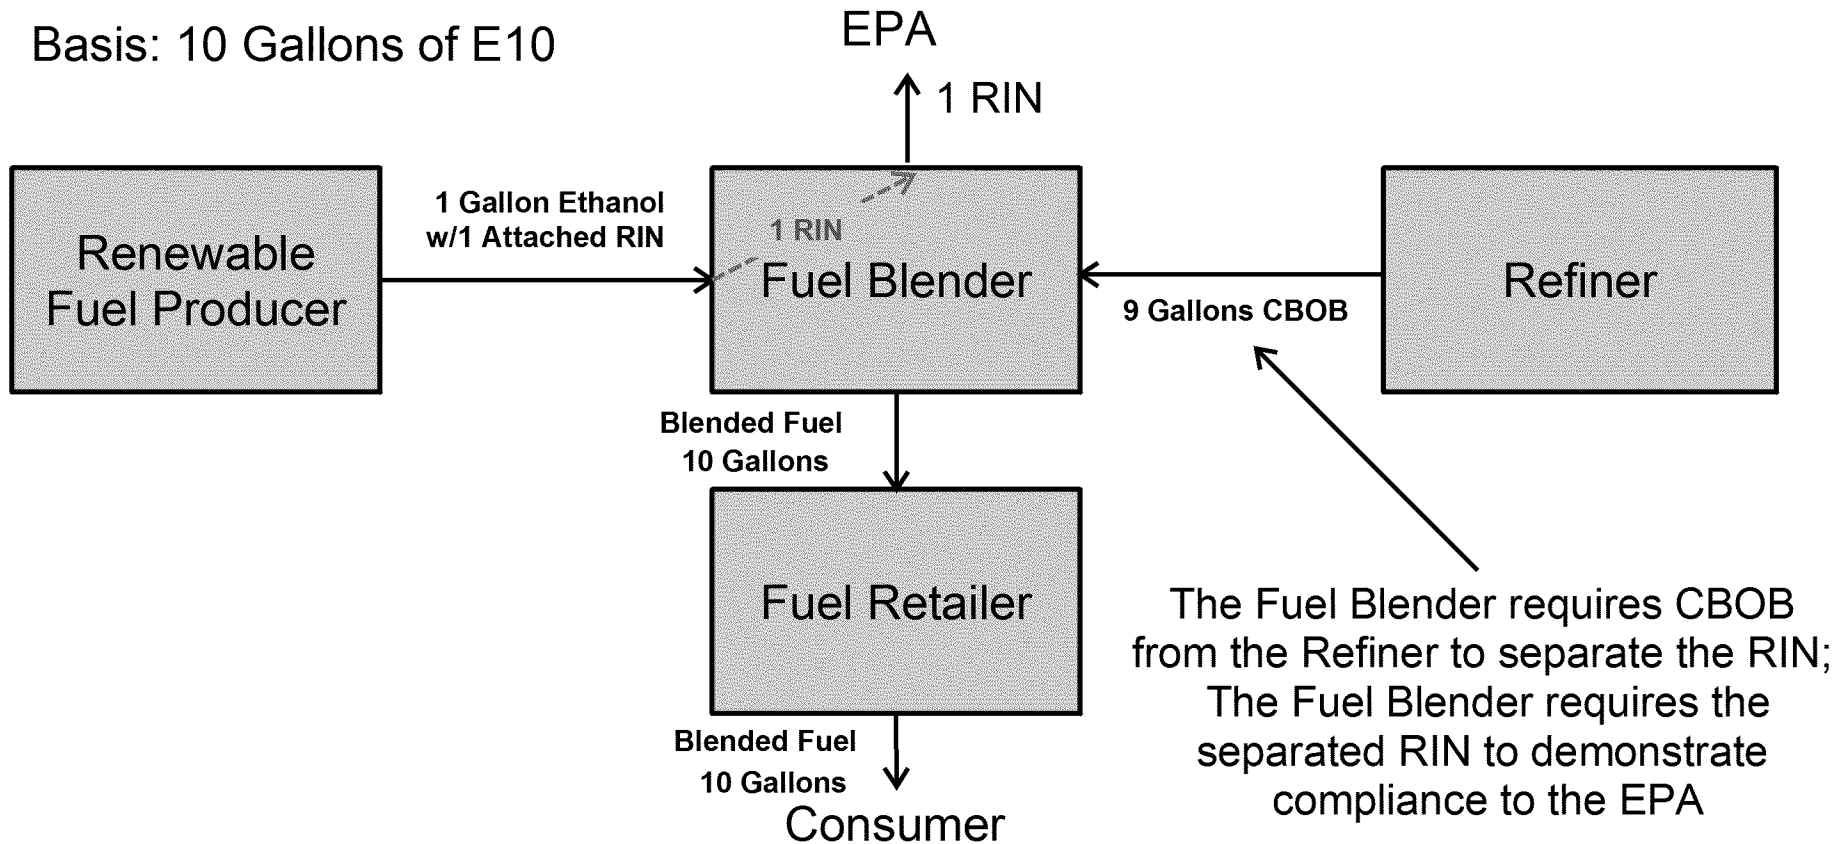 Basis: 10 Gallons of E10
EPA
1 RIN
Renewable
Fuel Producer
1 Gallon Ethanol
w/1 Attached RIN
1 RIN
Fuel Blender
9 Gallons CBOB
Refiner
Blended Fuel
10 Gallons
Fuel Retailer
Blended Fuel
10 Gallons
Consumer
The Fuel Blender requires CBOB
from the Refiner to separate the RIN;
The Fuel Blender requires the
separated RIN to demonstrate
compliance to the EPA